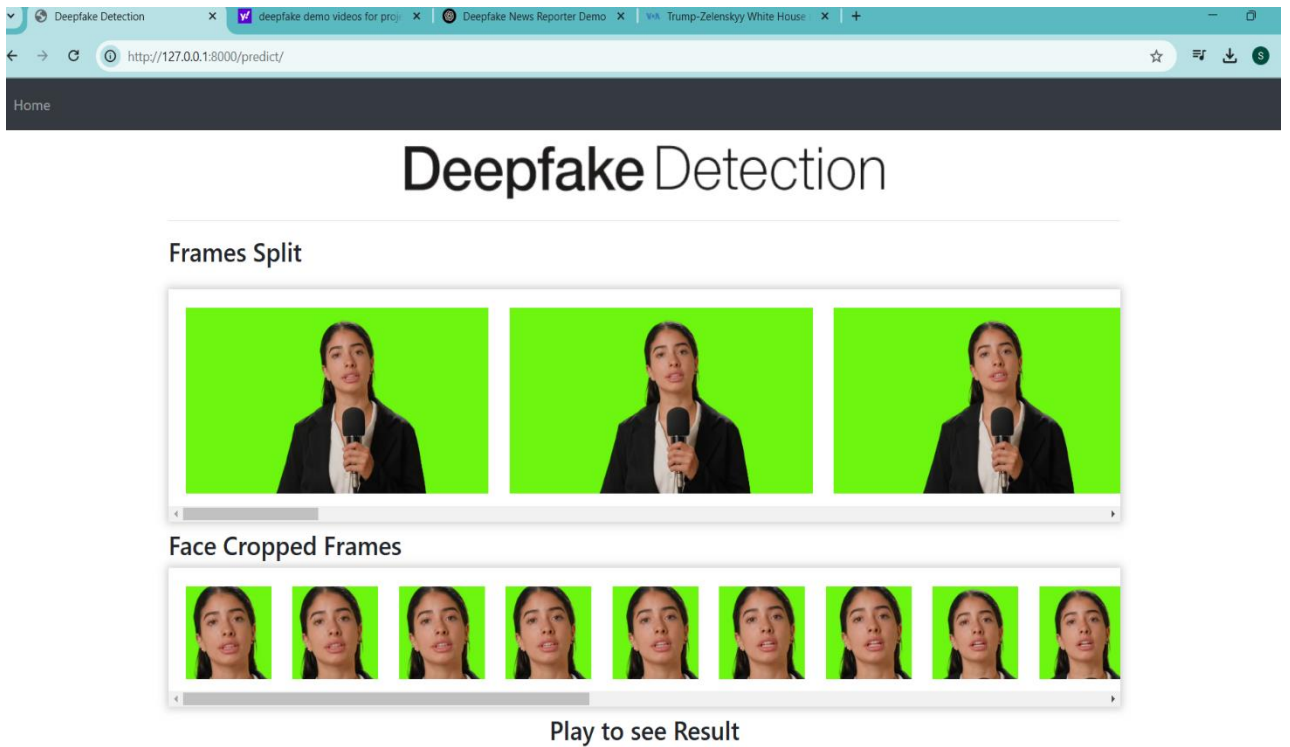 Deepfake Detection
deepfake demo videos for proj
Deepfake News Reporter Demo
Trump-Zelenskyy White House
http://127.0.0.1:8000/predict/
S
Home
Deepfake Detection
Frames Split
Face Cropped Frames
Play to see Result